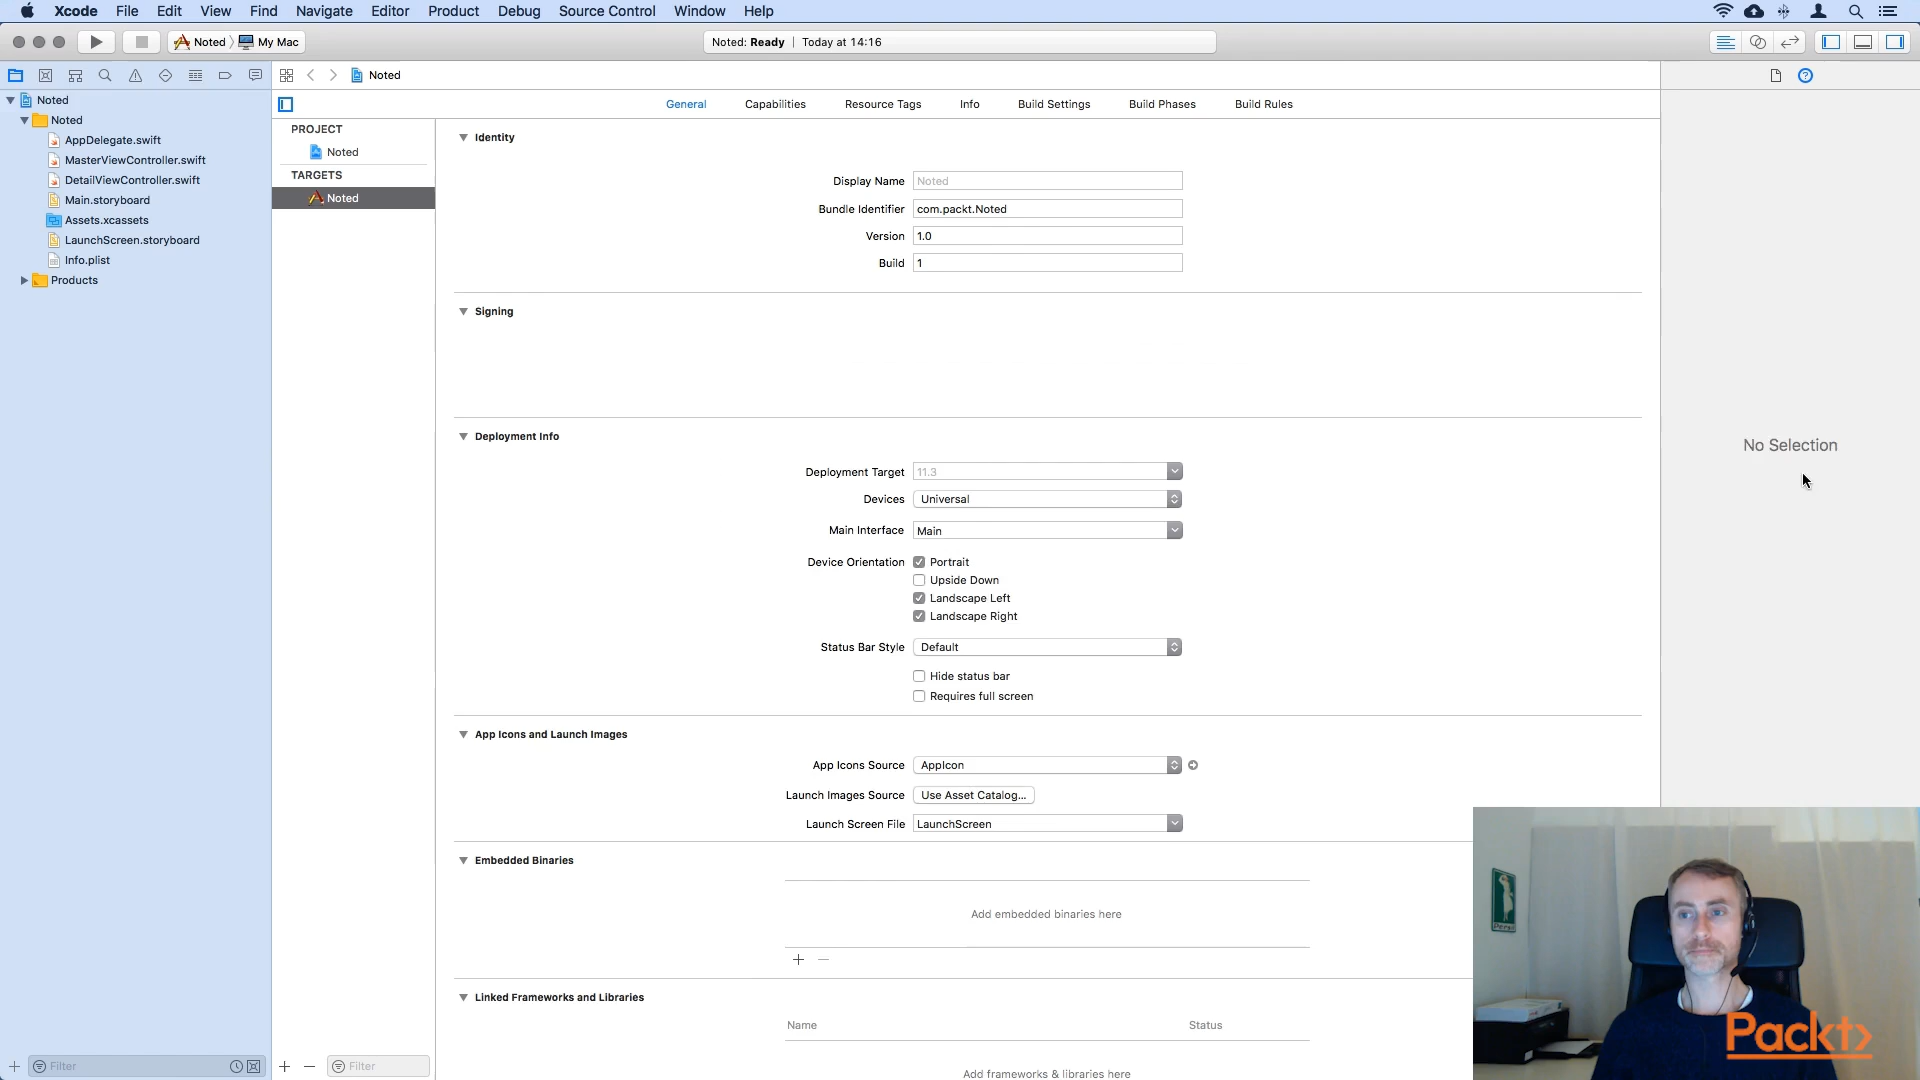 Xcode File Edit View Find Navigate Editor Product Debug Source Control Window Help
Noted My Mac
Noted: Ready | Today at 14:16
Noted
Noted
Noted
AppDelegate.swift
MasterViewController.swift
DetailViewController.swift
Main.storyboard
Assets.xcassets
LaunchScreen.storyboard
Info.plist
Products
Filter
General Capabilities Resource Tags Info Build Settings Build Phases Build Rules
PROJECT
Noted
TARGETS
Noted
Filter
Identity
Display Name Noted
Bundle Identifier com.packt.Noted
Version 1.0
Build 1
Signing
Deployment Info
Deployment Target 11.3
Devices Universal
Main Interface Main
Device Orientation Portrait
Upside Down
Landscape Left
Landscape Right
Status Bar Style Default
Hide status bar
Requires full screen
App Icons and Launch Images
App Icons Source AppIcon
Launch Images Source Use Asset Catalog...
Launch Screen File LaunchScreen
Embedded Binaries
Add embedded binaries here
Linked Frameworks and Libraries
Name Status
Add frameworks & libraries here
No Selection
Persil
Packt>